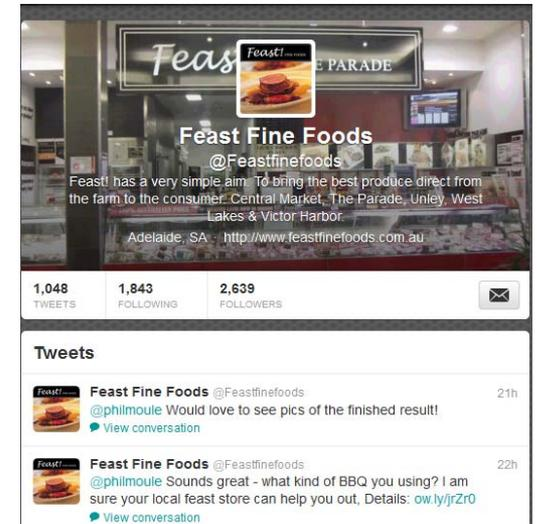 Feast!
E PARADE
Feast!
Feast Fine Foods
@Feastfinefoods
Feast! has a very simple aim. To bring the best produce direct from
the farm to the consumer. Central Market, The Parade, Unley, West
Lakes & Victor Harbor.
Adelaide, SA · http://www.feastfinefoods.com.au
1,048
1,843
2,639
TWEETS
FOLLOWING
FOLLOWERS
Tweets
Feast!
Feast Fine Foods @Feastfinefoods 21h
@philmoule Would love to see pics of the finished result!
View conversation
Feast!
Feast Fine Foods @Feastfinefoods 22h
@philmoule Sounds great - what kind of BBQ you using? I am
sure your local feast store can help you out, Details: ow.ly/jrZr0
View conversation